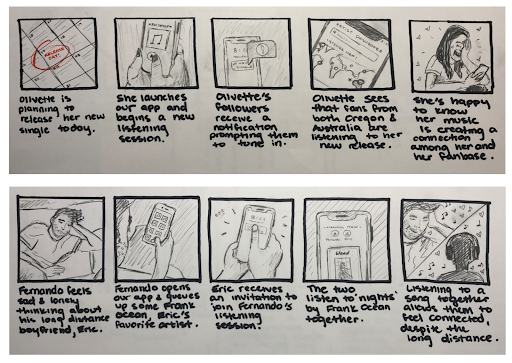 RELEASE
DAY!
Olivette is
planning to
release her new
single today.
She launches
our app and
begins a new
listening
session.
Olivette's
followers
receive a
notification
prompting them
to tune in.
Olivette sees
that fans from
both Oregon &
Australia are
listening to her
new release.
She's happy
to know
her music
is creating a
connection
among her and
her fanbase.
Fernando feels
sad & lonely
thinking about
his long distance
boyfriend, Eric.
Fernando opens
our app & queues
up some Frank
Ocean, Eric's
favorite artist.
Eric receives
an invitation to
join Fernando's
listening
session.
The two
listen to 'nights'
by Frank Ocean
together.
Listening to a
song together
allows them to
feel connected,
despite the
long distance.